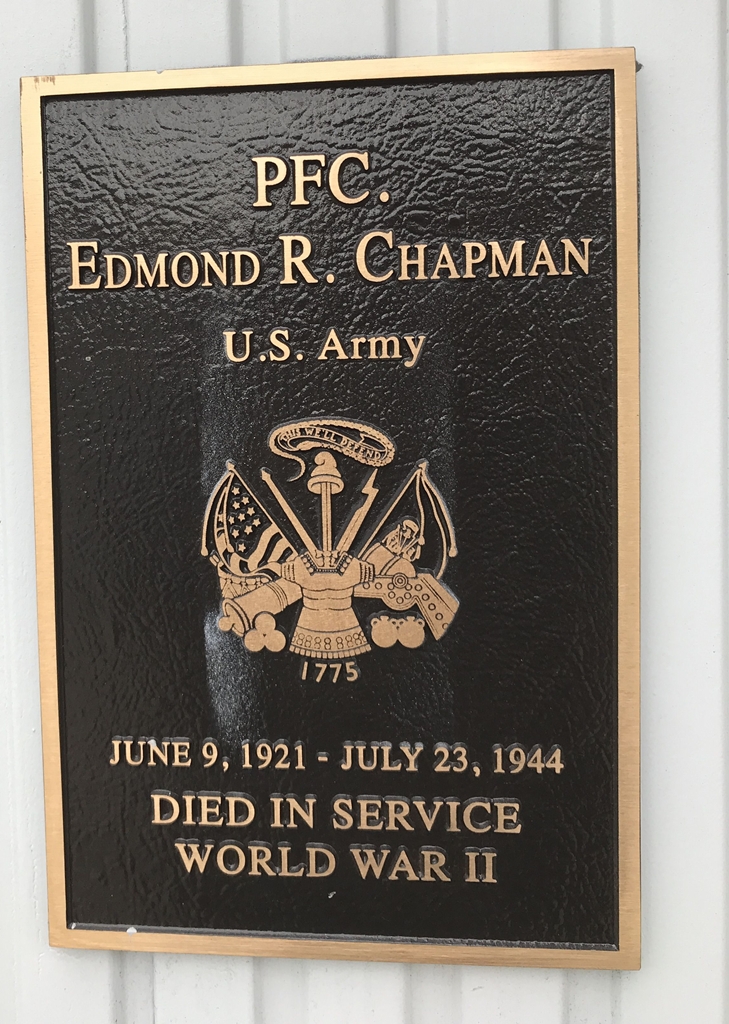 PFC.
EDMOND R. CHAPMAN
U.S. Army
THIS WE'LL DEFEND
1775
JUNE 9, 1921 - JULY 23, 1944
DIED IN SERVICE
WORLD WAR II